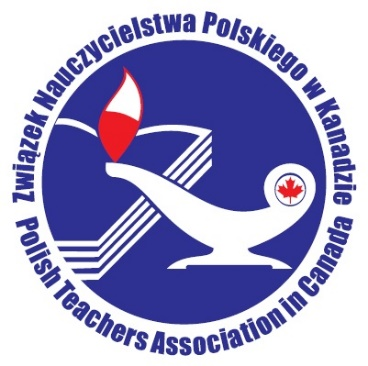 Związek Nauczycielstwa Polskiego w Kanadzie
Polish Teachers Association in Canada